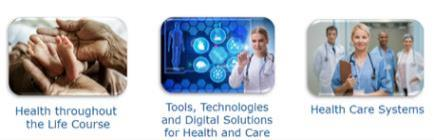 Health throughout
the Life Course
Tools, Technologies
and Digital Solutions
for Health and Care
Health Care Systems